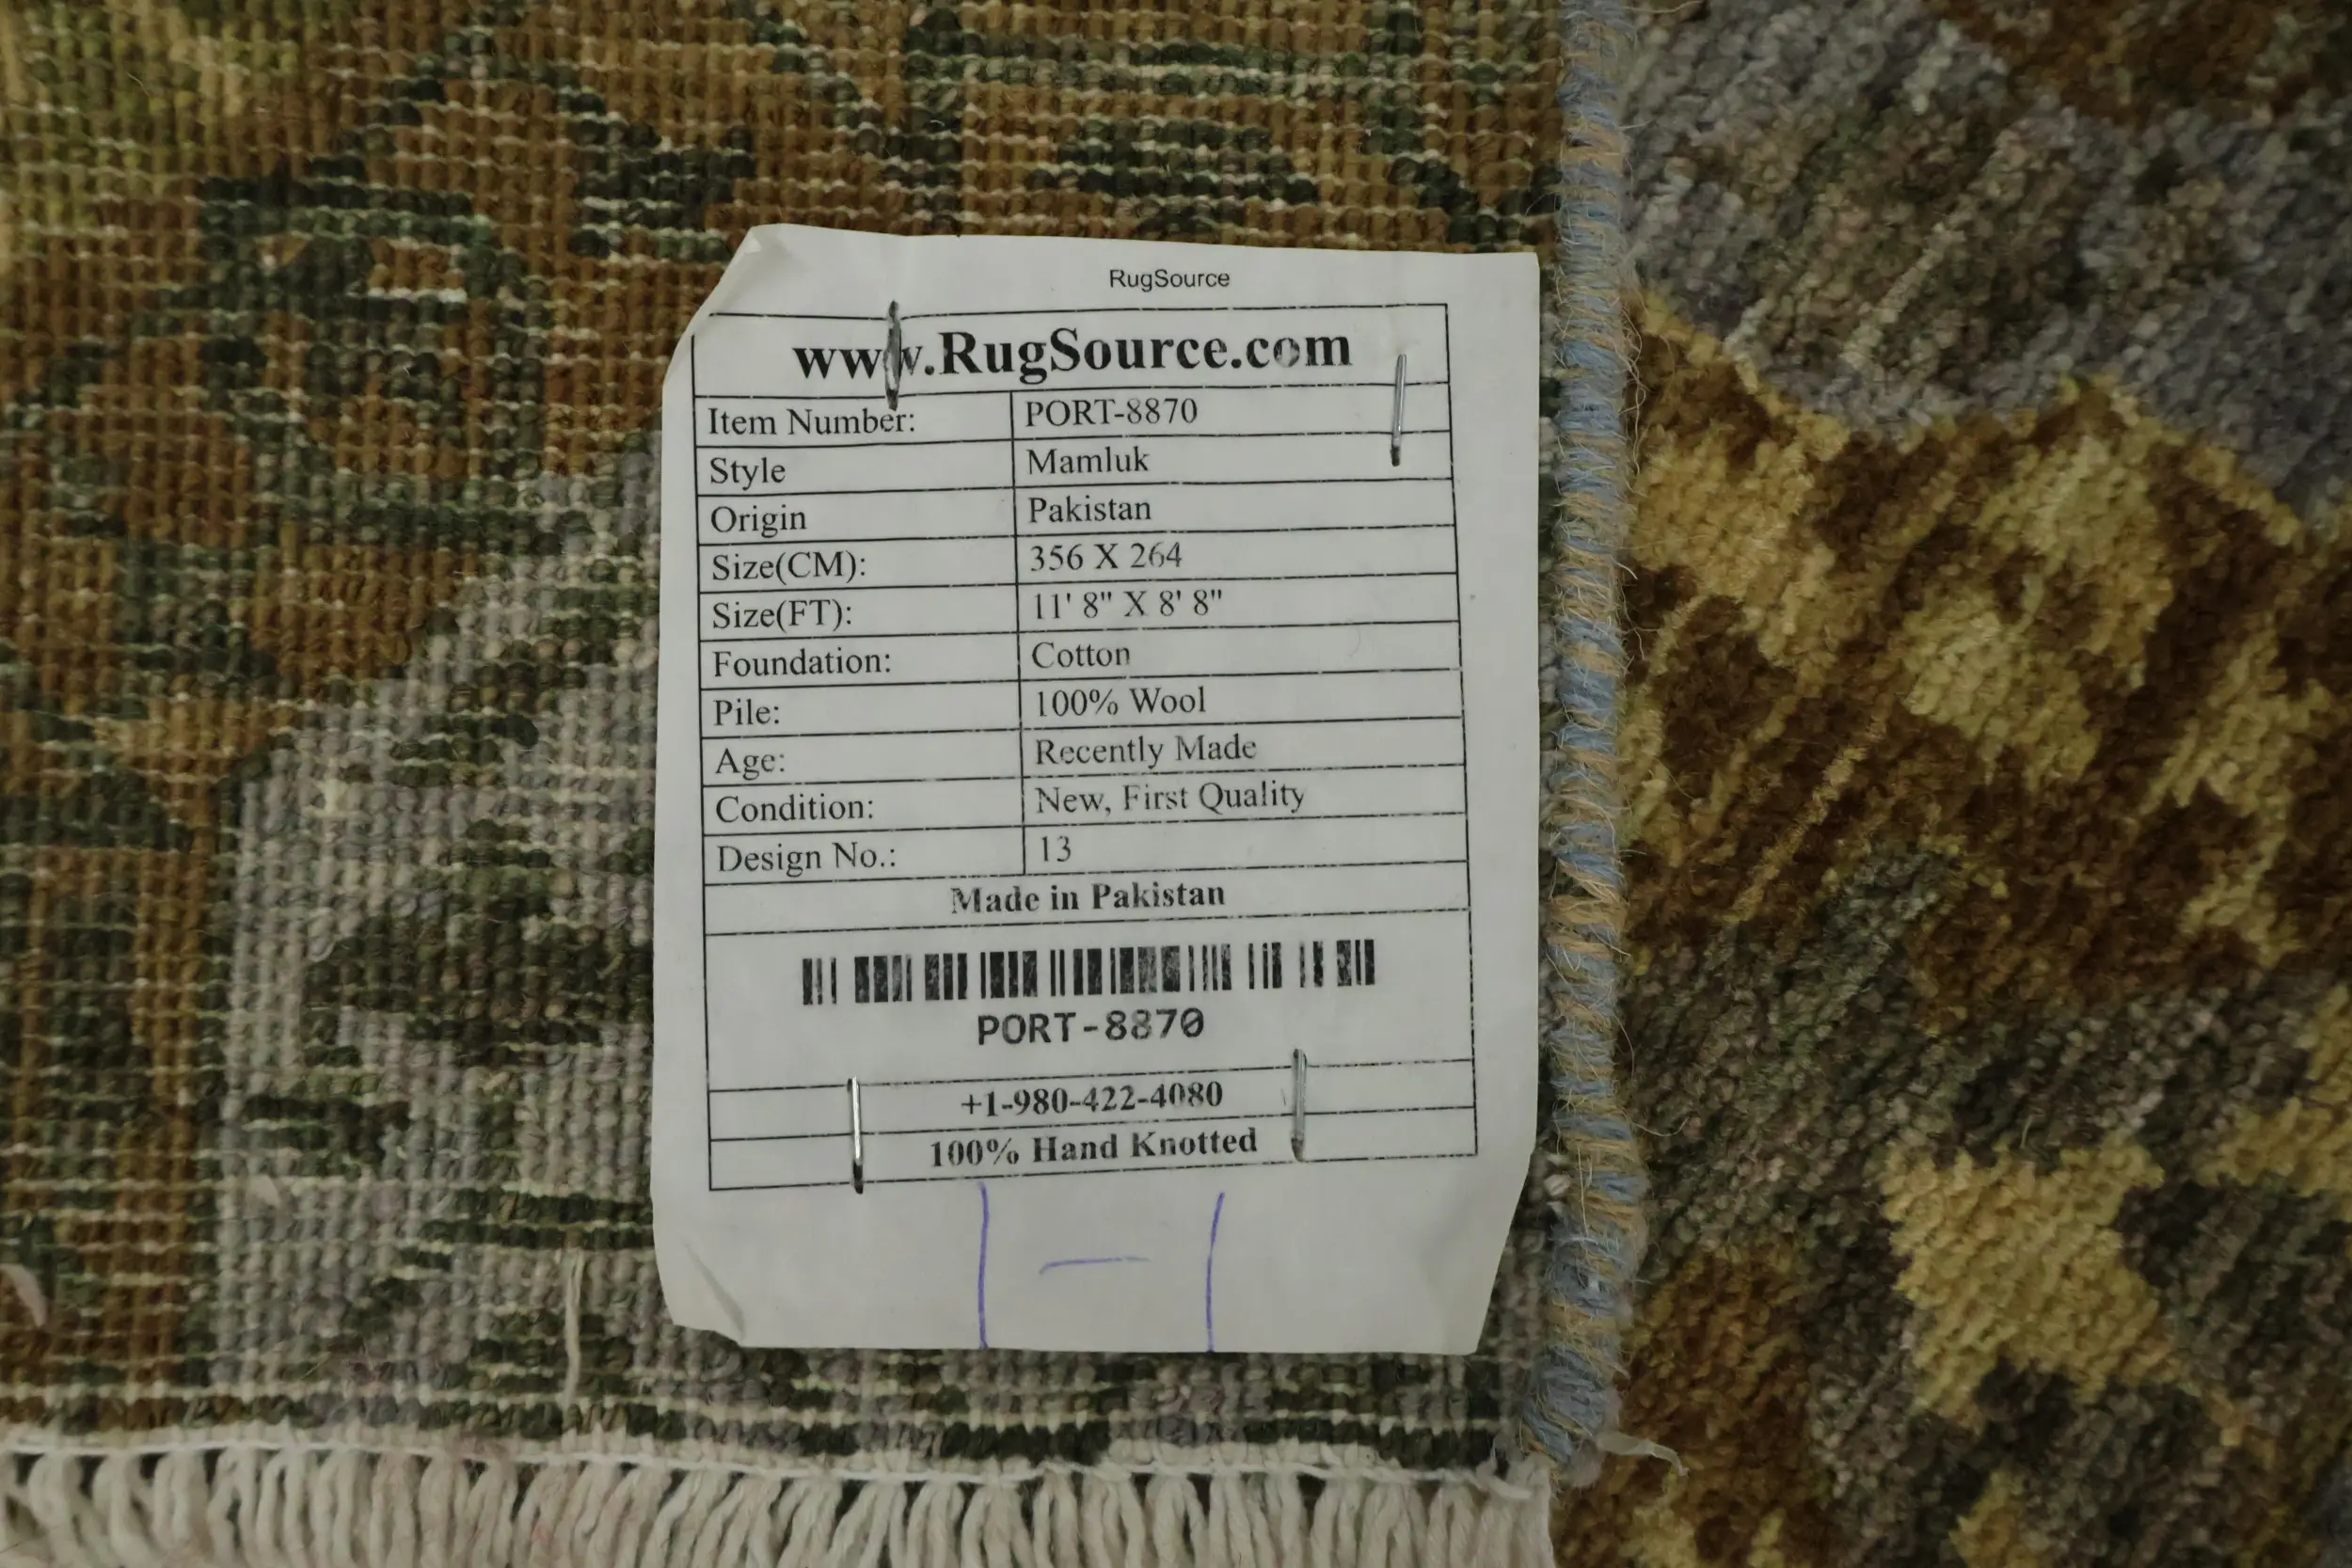 RugSource
www.RugSource.com
Item Number: PORT-8870
Style Mamluk
Origin Pakistan
Size(CM): 356 X 264
Size(FT): 11' 8" X 8' 8"
Foundation: Cotton
Pile: 100% Wool
Age: Recently Made
Condition: New, First Quality
Design No.: 13
Made in Pakistan
PORT-8870
+1-980-422-4080
100% Hand Knotted
1-1